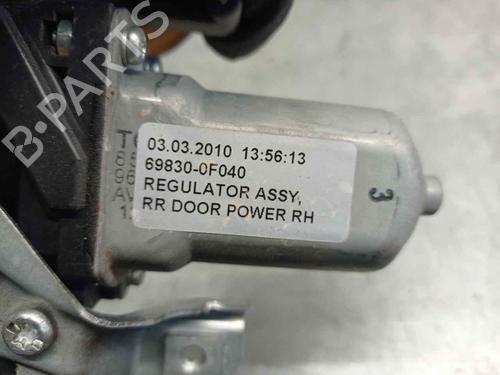 03.03.2010 13:56:13
69830-0F040
REGULATOR ASSY,
RR DOOR POWER RH
3
B-PARTS